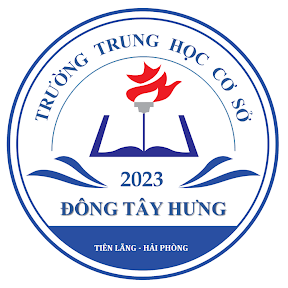 TRƯỜNG TRUNG HỌC CƠ SỞ
2023
ĐÔNG TÂY HƯNG
TIÊN LÃNG - HẢI PHÒNG